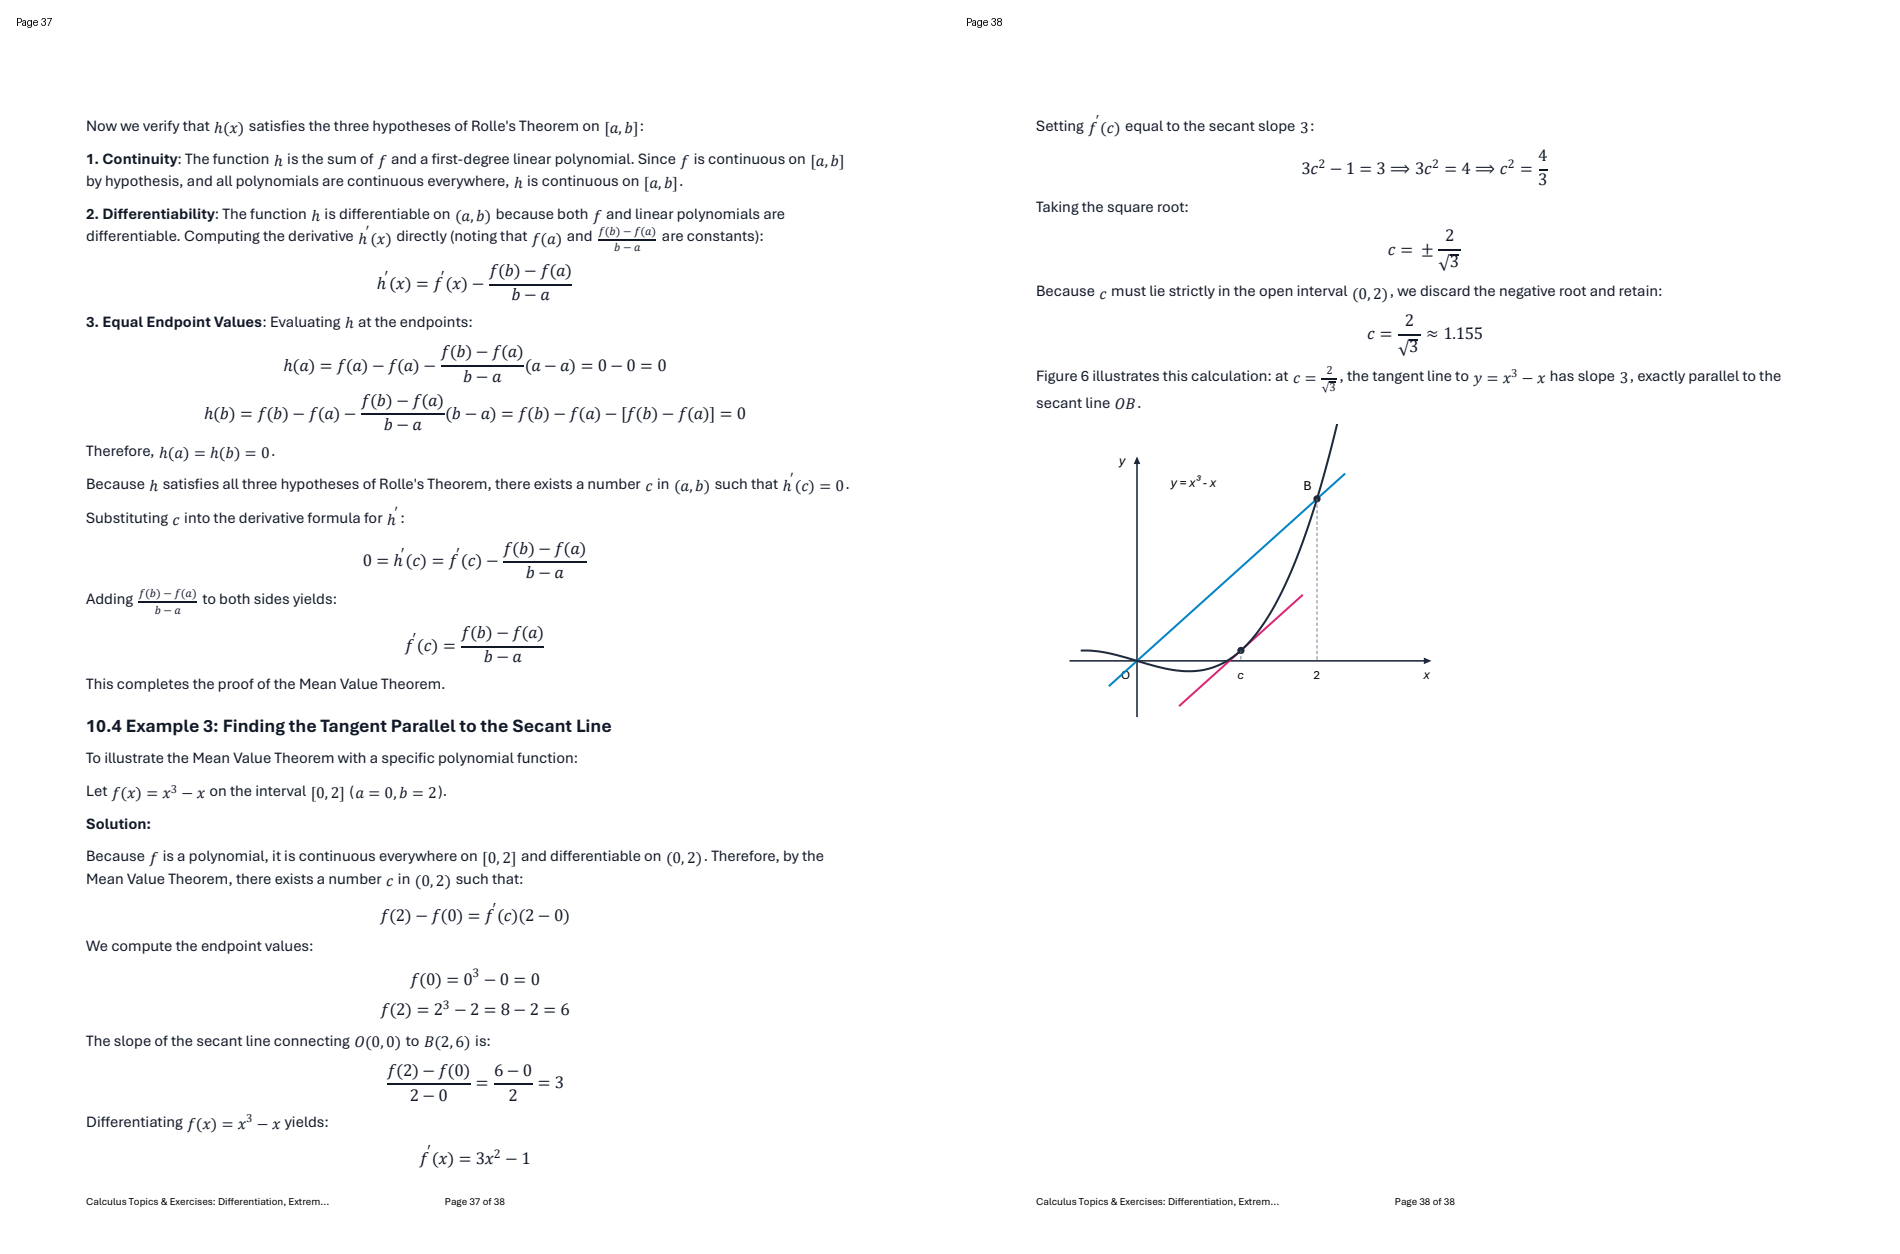 Page 37
Now we verify that h(x) satisfies the three hypotheses of Rolle's Theorem on [a, b]:
1. Continuity: The function h is the sum of f and a first-degree linear polynomial. Since f is continuous on [a, b]
by hypothesis, and all polynomials are continuous everywhere, h is continuous on [a, b].
2. Differentiability: The function h is differentiable on (a, b) because both f and linear polynomials are
differentiable. Computing the derivative h′(x) directly (noting that f(a) and (f(b) − f(a))/(b − a) are constants):
h′(x) = f′(x) − (f(b) − f(a))/(b − a)
3. Equal Endpoint Values: Evaluating h at the endpoints:
h(a) = f(a) − f(a) − (f(b) − f(a))/(b − a) (a − a) = 0 − 0 = 0
h(b) = f(b) − f(a) − (f(b) − f(a))/(b − a) (b − a) = f(b) − f(a) − [f(b) − f(a)] = 0
Therefore, h(a) = h(b) = 0.
Because h satisfies all three hypotheses of Rolle's Theorem, there exists a number c in (a, b) such that h′(c) = 0.
Substituting c into the derivative formula for h′:
0 = h′(c) = f′(c) − (f(b) − f(a))/(b − a)
Adding (f(b) − f(a))/(b − a) to both sides yields:
f′(c) = (f(b) − f(a))/(b − a)
This completes the proof of the Mean Value Theorem.
10.4 Example 3: Finding the Tangent Parallel to the Secant Line
To illustrate the Mean Value Theorem with a specific polynomial function:
Let f(x) = x³ − x on the interval [0, 2] (a = 0, b = 2).
Solution:
Because f is a polynomial, it is continuous everywhere on [0, 2] and differentiable on (0, 2). Therefore, by the
Mean Value Theorem, there exists a number c in (0, 2) such that:
f(2) − f(0) = f′(c)(2 − 0)
We compute the endpoint values:
f(0) = 0³ − 0 = 0
f(2) = 2³ − 2 = 8 − 2 = 6
The slope of the secant line connecting O(0, 0) to B(2, 6) is:
(f(2) − f(0))/(2 − 0) = (6 − 0)/2 = 3
Differentiating f(x) = x³ − x yields:
f′(x) = 3x² − 1
Calculus Topics & Exercises: Differentiation, Extrem... Page 37 of 38
Page 38
Setting f′(c) equal to the secant slope 3:
3c² − 1 = 3 ⟹ 3c² = 4 ⟹ c² = 4/3
Taking the square root:
c = ± 2/√3
Because c must lie strictly in the open interval (0, 2), we discard the negative root and retain:
c = 2/√3 ≈ 1.155
Figure 6 illustrates this calculation: at c = 2/√3, the tangent line to y = x³ − x has slope 3, exactly parallel to the
secant line OB.
y
y = x³ - x
B
O
c
2
x
Calculus Topics & Exercises: Differentiation, Extrem... Page 38 of 38